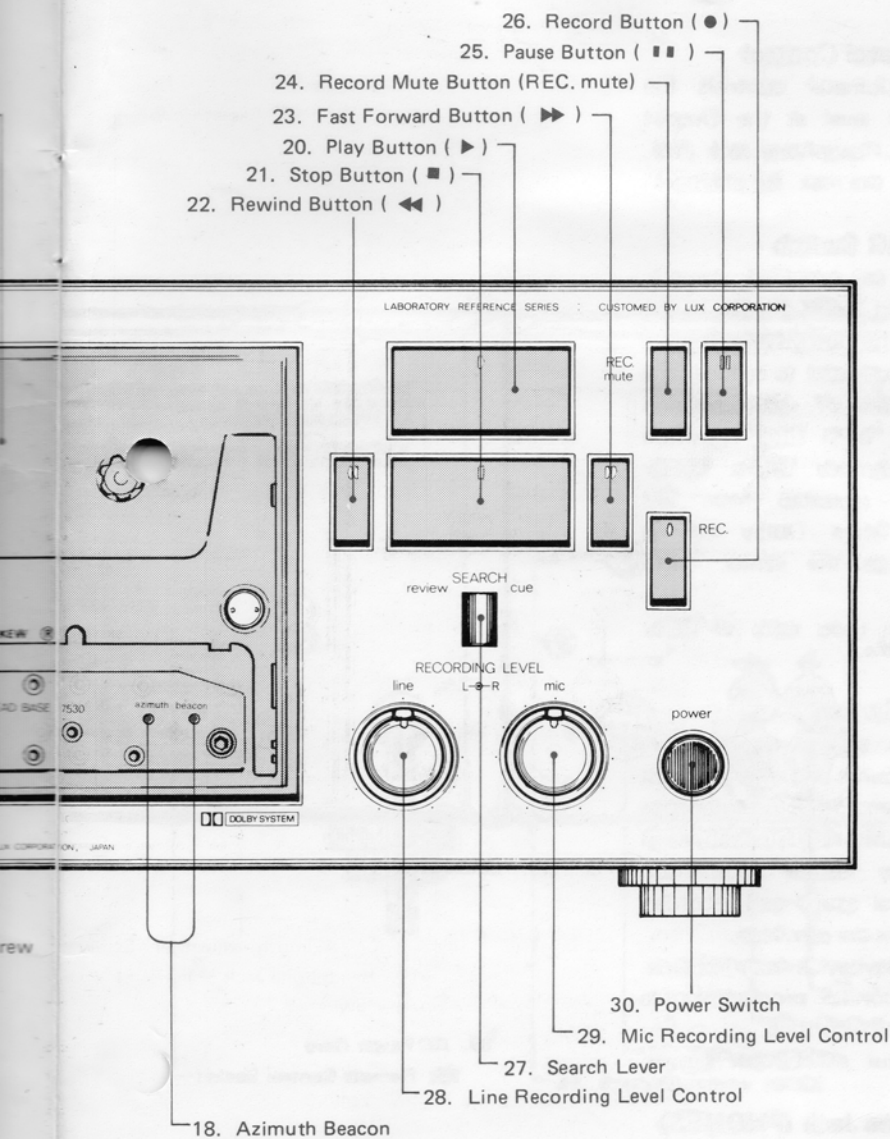 26. Record Button ( ● )
25. Pause Button ( ▮▮ )
24. Record Mute Button (REC. mute)
23. Fast Forward Button ( ▶▶ )
20. Play Button ( ▶ )
21. Stop Button ( ■ )
22. Rewind Button ( ◀◀ )
LABORATORY REFERENCE SERIES : CUSTOMED BY LUX CORPORATION
REC.
mute
REC.
SEARCH
review cue
RECORDING LEVEL
line L R mic
power
7530
azimuth beacon
DOLBY SYSTEM
CORPORATION, JAPAN
30. Power Switch
29. Mic Recording Level Control
27. Search Lever
28. Line Recording Level Control
18. Azimuth Beacon